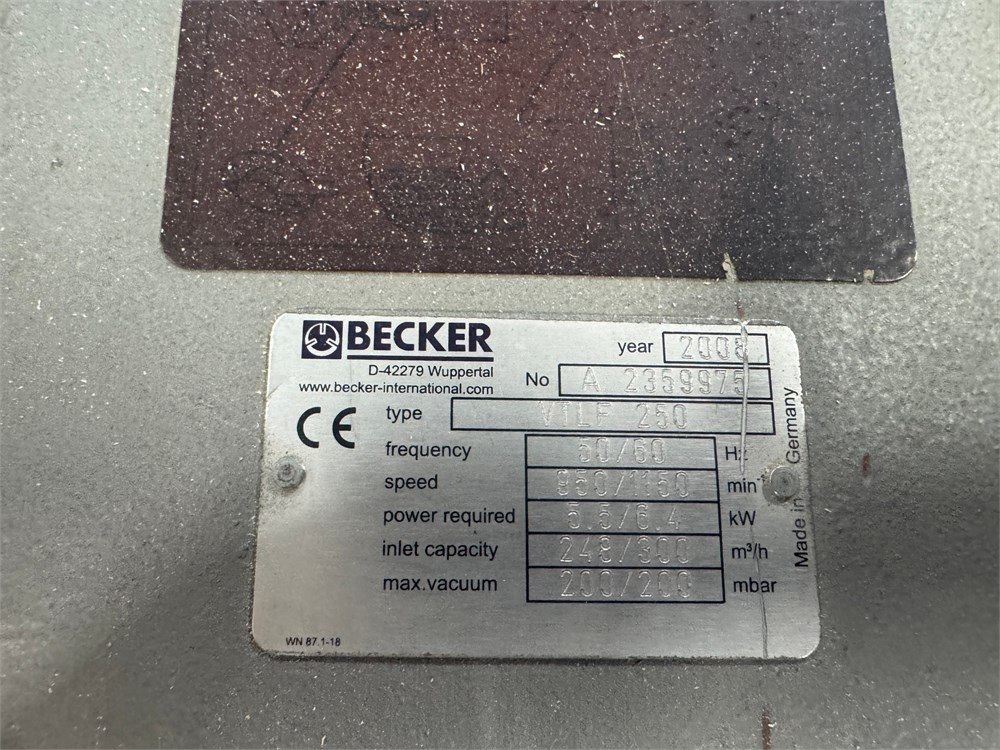 BECKER
D-42279 Wuppertal
www.becker-international.com
year 2008
No A 2359975
CE
type VTLF 250
frequency 50/60 Hz
speed 950/1150 min⁻¹
power required 5.5/6.4 kW
inlet capacity 248/300 m³/h
max.vacuum 200/200 mbar
Made in Germany
WN 87.1-18